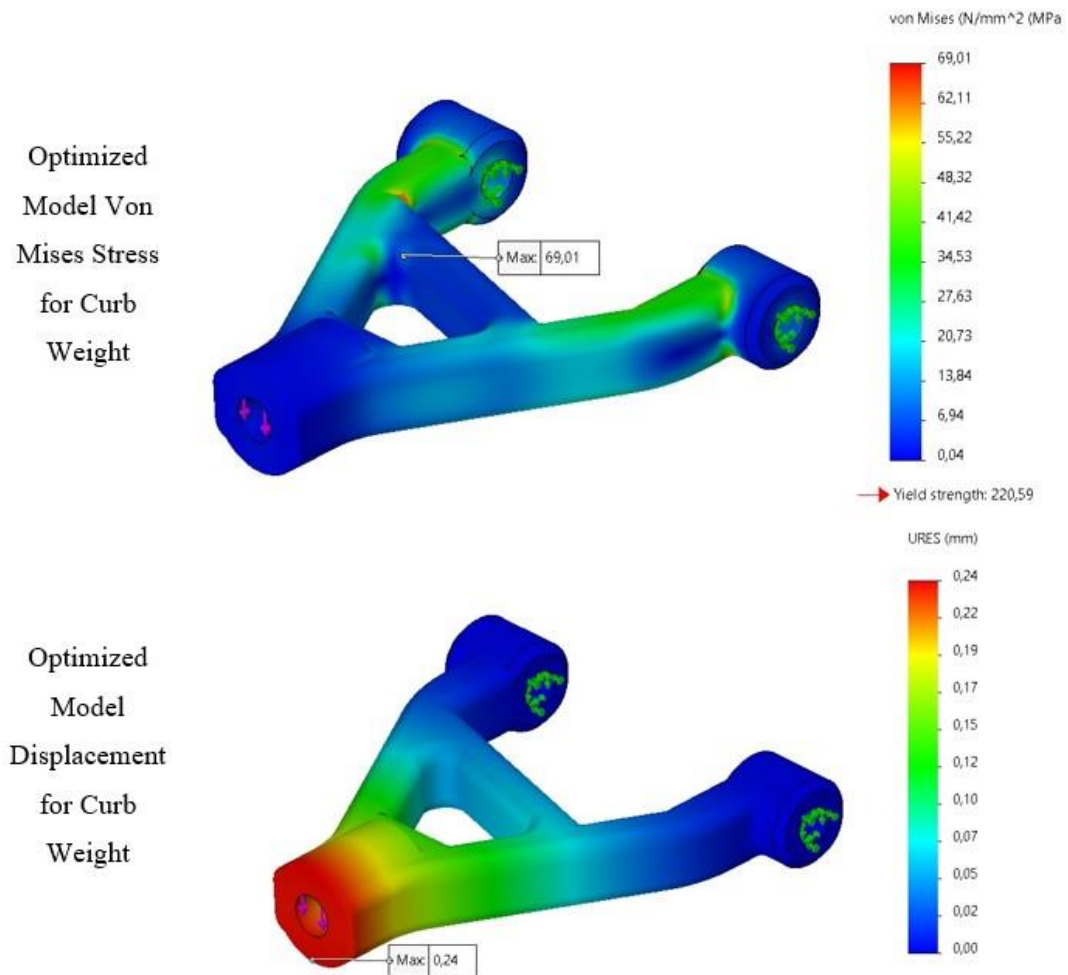 von Mises (N/mm^2 (MPa
69,01
62,11
55,22
48,32
41,42
34,53
27,63
20,73
13,84
6,94
0,04
Yield strength: 220,59
Optimized
Model Von
Mises Stress
for Curb
Weight
Max: 69,01
URES (mm)
0,24
0,22
0,19
0,17
0,15
0,12
0,10
0,07
0,05
0,02
0,00
Optimized
Model
Displacement
for Curb
Weight
Max: 0,24